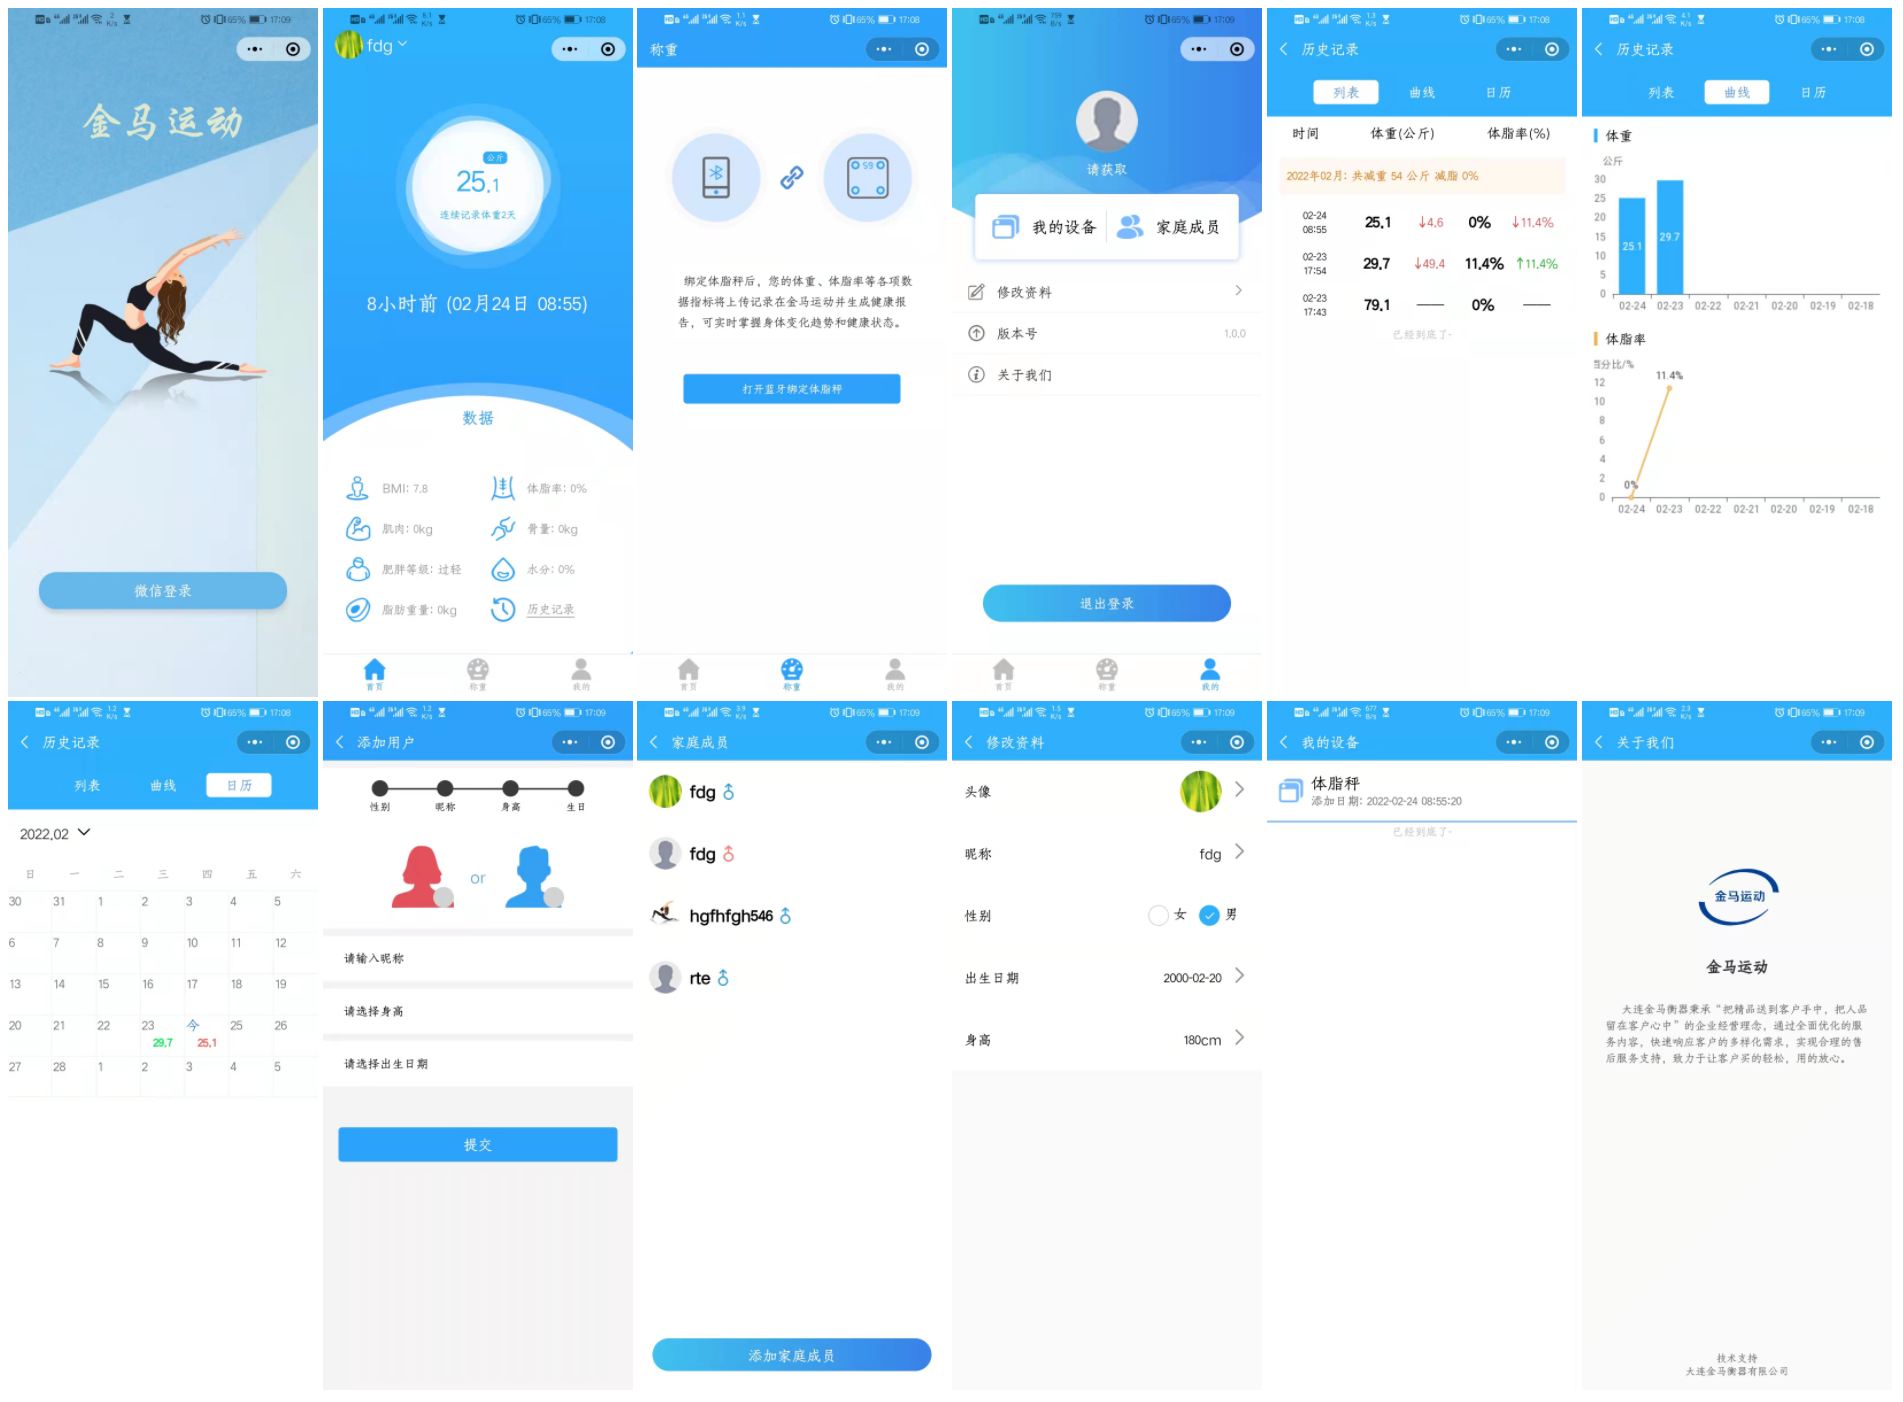 17:09
金马运动
微信登录
17:08
fdg
公斤
25.1
连续记录体重2天
8小时前 (02月24日 08:55)
数据
BMI: 7.8
体脂率: 0%
肌肉: 0kg
骨量: 0kg
肥胖等级: 过轻
水分: 0%
脂肪重量: 0kg
历史记录
首页
称重
我的
17:08
称重
59
绑定体脂秤后，您的体重、体脂率等各项数
据指标将上传记录在金马运动并生成健康报
告，可实时掌握身体变化趋势和健康状态。
打开蓝牙绑定体脂秤
首页
称重
我的
65% 17:09
请获取
我的设备
家庭成员
修改资料
版本号
1.0.0
关于我们
退出登录
首页
称重
我的
65% 17:08
历史记录
列表 曲线 日历
时间 体重(公斤) 体脂率(%)
2022年02月: 共减重 54 公斤 减脂 0%
02-24
08:55
25.1 ↓4.6 0% ↓11.4%
02-23
17:54
29.7 ↓49.4 11.4% ↑11.4%
02-23
17:43
79.1 —— 0% ——
已经到底了~
65% 17:08
历史记录
列表 曲线 日历
体重
公斤
30
25
20
15
10
5
0
25.1
29.7
02-24 02-23 02-22 02-21 02-20 02-19 02-18
体脂率
百分比/%
12
10
8
6
4
2
0
11.4%
0%
02-24 02-23 02-22 02-21 02-20 02-19 02-18
65% 17:08
历史记录
列表 曲线 日历
2022.02
日 一 二 三 四 五 六
30 31 1 2 3 4 5
6 7 8 9 10 11 12
13 14 15 16 17 18 19
20 21 22 23 今 25 26
29.7 25.1
27 28 1 2 3 4 5
65% 17:09
添加用户
性别 昵称 身高 生日
or
请输入昵称
请选择身高
请选择出生日期
提交
65% 17:09
家庭成员
fdg
fdg
hgfhfgh546
rte
添加家庭成员
65% 17:09
修改资料
头像
昵称
fdg
性别
女 男
出生日期
2000-02-20
身高
180cm
65% 17:09
我的设备
体脂秤
添加日期: 2022-02-24 08:55:20
已经到底了~
65% 17:09
关于我们
金马运动
金马运动
大连金马衡器秉承“把精品送到客户手中，把人品
留在客户心中”的企业经营理念，通过全面优化的服
务内容，快速响应客户的多样化需求，实现合理的售
后服务支持，致力于让客户买的轻松，用的放心。
技术支持
大连金马衡器有限公司